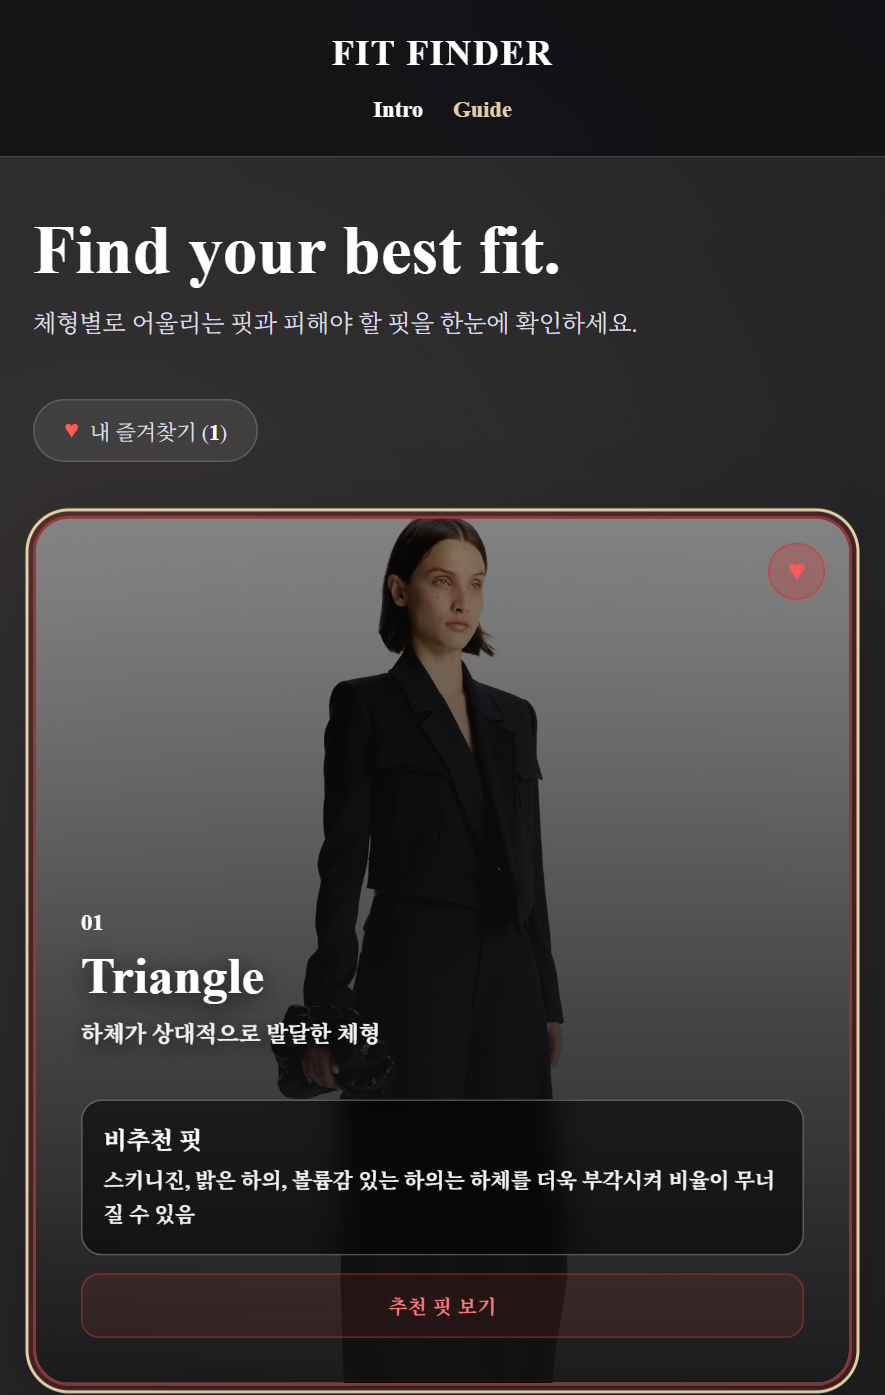 FIT FINDER
Intro Guide
Find your best fit.
체형별로 어울리는 핏과 피해야 할 핏을 한눈에 확인하세요.
♥ 내 즐겨찾기 (1)
♥
01
Triangle
하체가 상대적으로 발달한 체형
비추천 핏
스키니진, 밝은 하의, 볼륨감 있는 하의는 하체를 더욱 부각시켜 비율이 무너
질 수 있음
추천 핏 보기